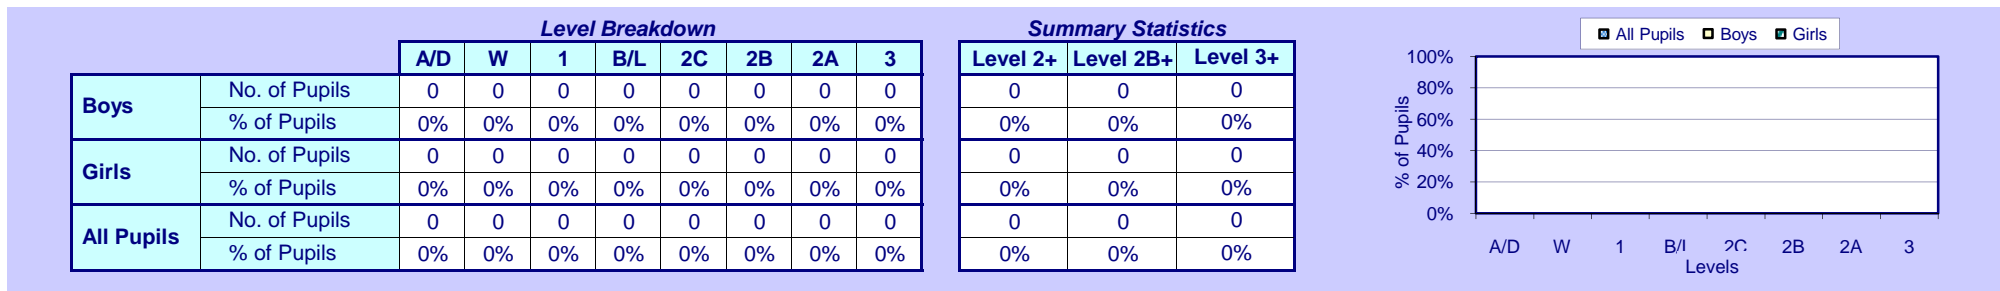 Level Breakdown
A/D W 1 B/L 2C 2B 2A 3
Boys
No. of Pupils 0 0 0 0 0 0 0 0
% of Pupils 0% 0% 0% 0% 0% 0% 0% 0%
Girls
No. of Pupils 0 0 0 0 0 0 0 0
% of Pupils 0% 0% 0% 0% 0% 0% 0% 0%
All Pupils
No. of Pupils 0 0 0 0 0 0 0 0
% of Pupils 0% 0% 0% 0% 0% 0% 0% 0%
Summary Statistics
Level 2+ Level 2B+ Level 3+
0 0 0
0% 0% 0%
0 0 0
0% 0% 0%
0 0 0
0% 0% 0%
All Pupils Boys Girls
% of Pupils
100%
80%
60%
40%
20%
0%
A/D W 1 B/L 2C 2B 2A 3
Levels